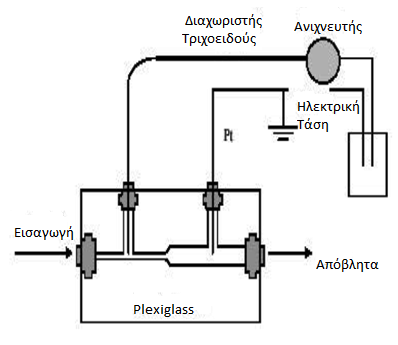 Διαχωριστής
Τριχοειδούς
Ανιχνευτής
Ηλεκτρική
Τάση
Pt
Εισαγωγή
Απόβλητα
Plexiglass